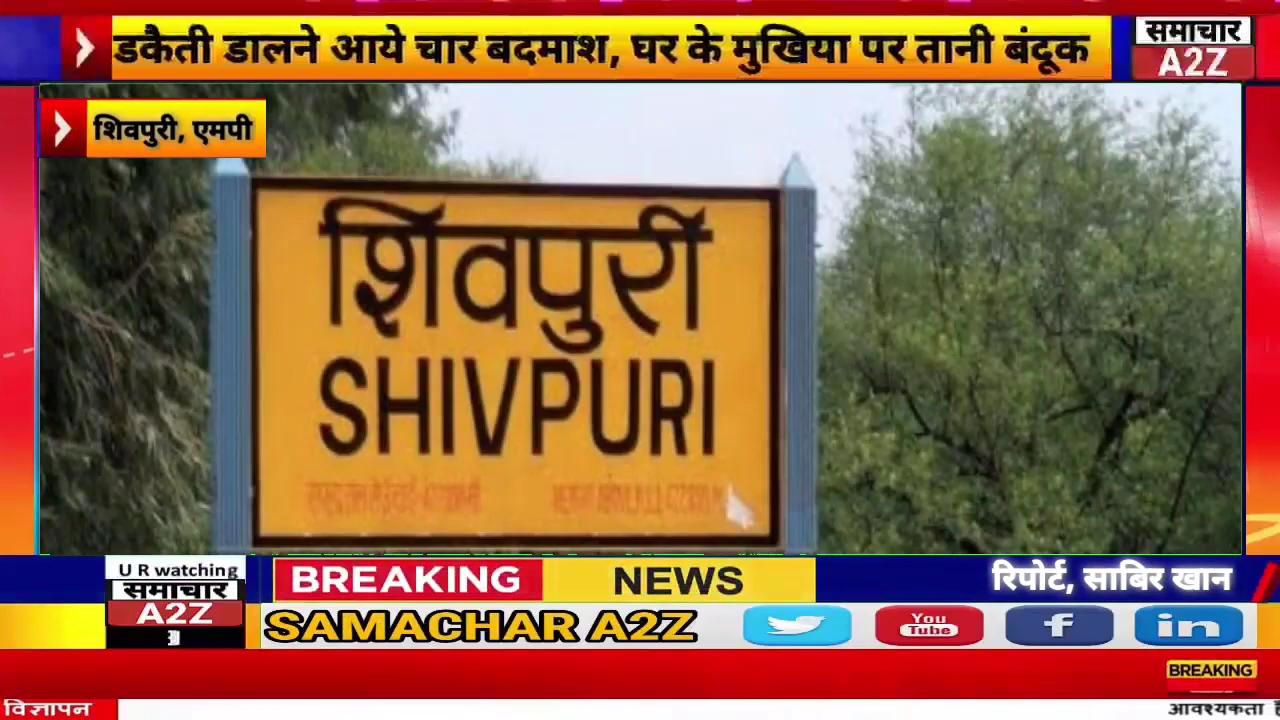 डकैती डालने आये चार बदमाश, घर के मुखिया पर तानी बंदूक
समाचार
A2Z
शिवपुरी, एमपी
शिवपुरी
SHIVPURI
U R watching
समाचार
A2Z
BREAKING NEWS
रिपोर्ट, साबिर खान
SAMACHAR A2Z
You
Tube
f
in
BREAKING
विज्ञापन
आवश्यकता